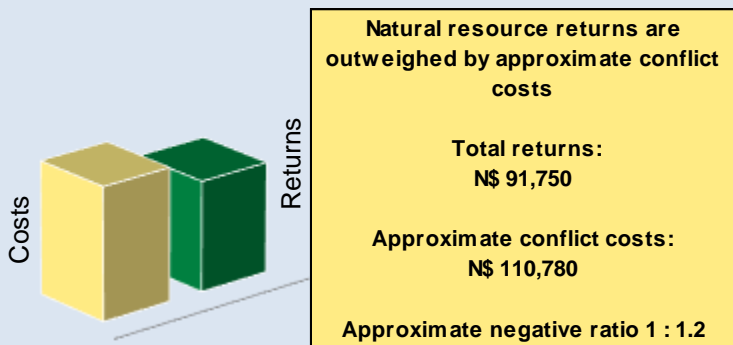 Costs
Returns
Natural resource returns are
outweighed by approximate conflict
costs
Total returns:
N$ 91,750
Approximate conflict costs:
N$ 110,780
Approximate negative ratio 1 : 1.2